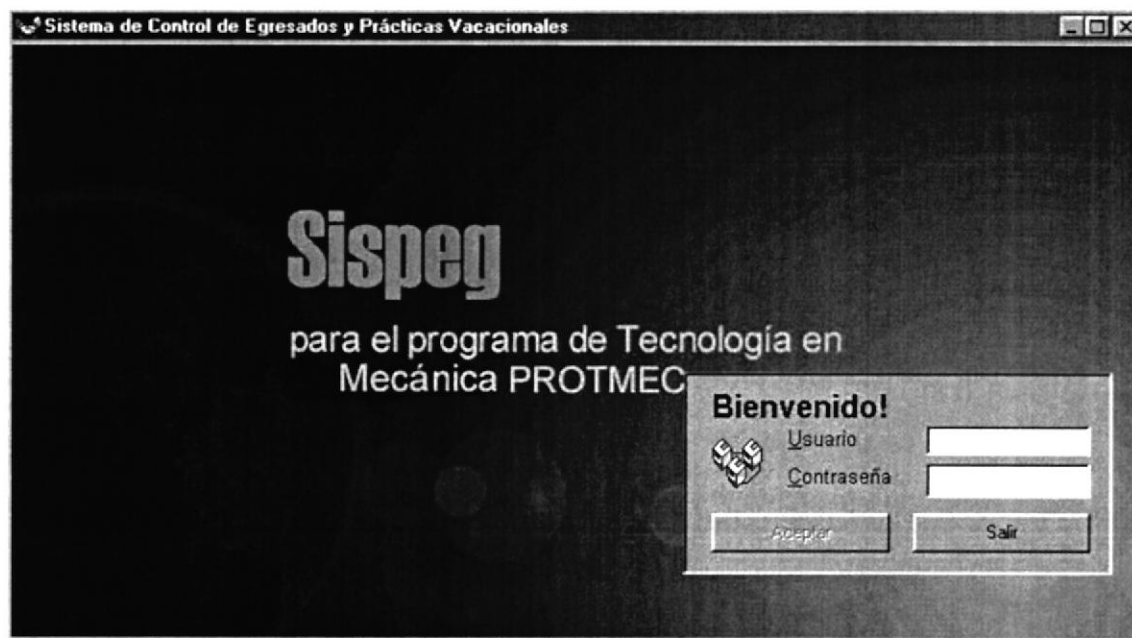 Sistema de Control de Egresados y Prácticas Vacacionales
Sispeg
para el programa de Tecnología en
Mecánica PROTMEC
Bienvenido!
Usuario
Contraseña
Aceptar
Salir